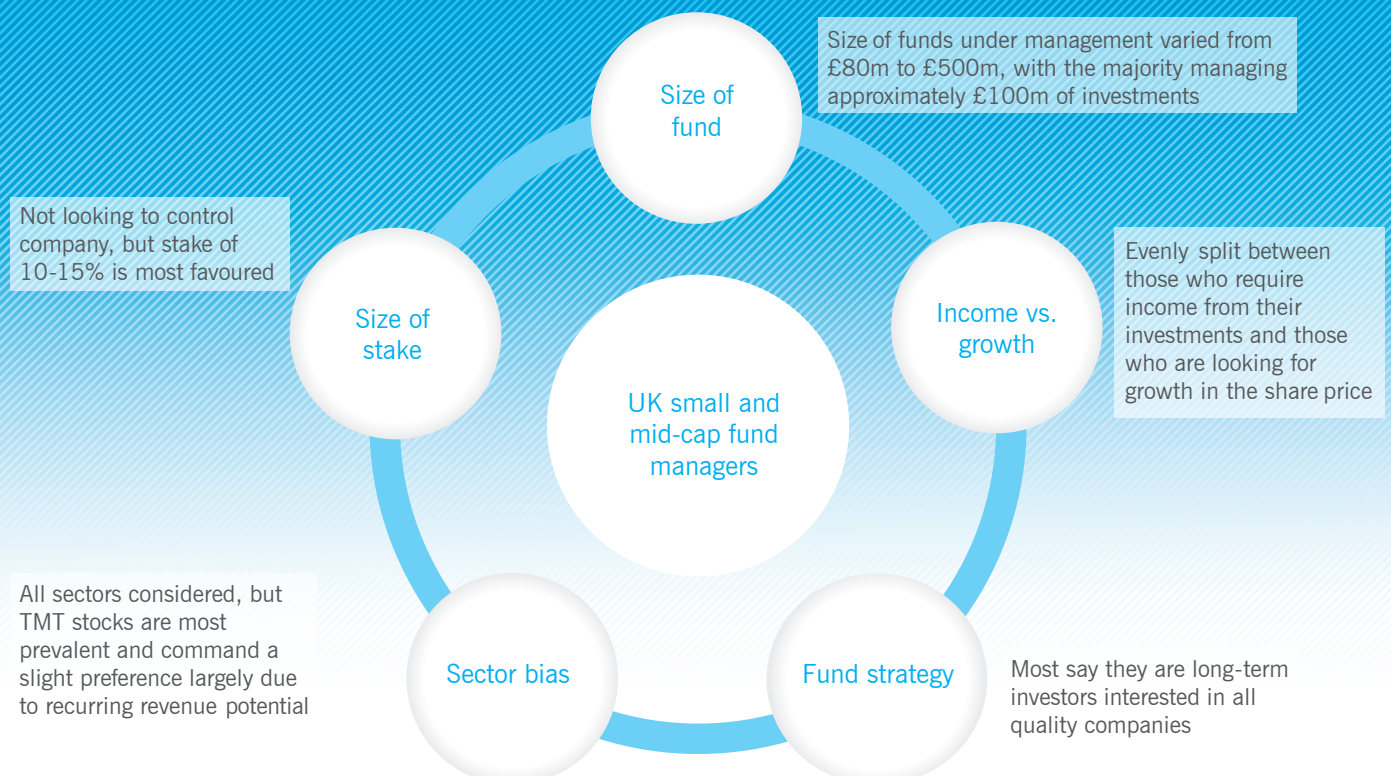 Size of
fund
Size of funds under management varied from
£80m to £500m, with the majority managing
approximately £100m of investments
Not looking to control
company, but stake of
10-15% is most favoured
Size of
stake
Income vs.
growth
Evenly split between
those who require
income from their
investments and those
who are looking for
growth in the share price
UK small and
mid-cap fund
managers
All sectors considered, but
TMT stocks are most
prevalent and command a
slight preference largely due
to recurring revenue potential
Sector bias
Fund strategy
Most say they are long-term
investors interested in all
quality companies